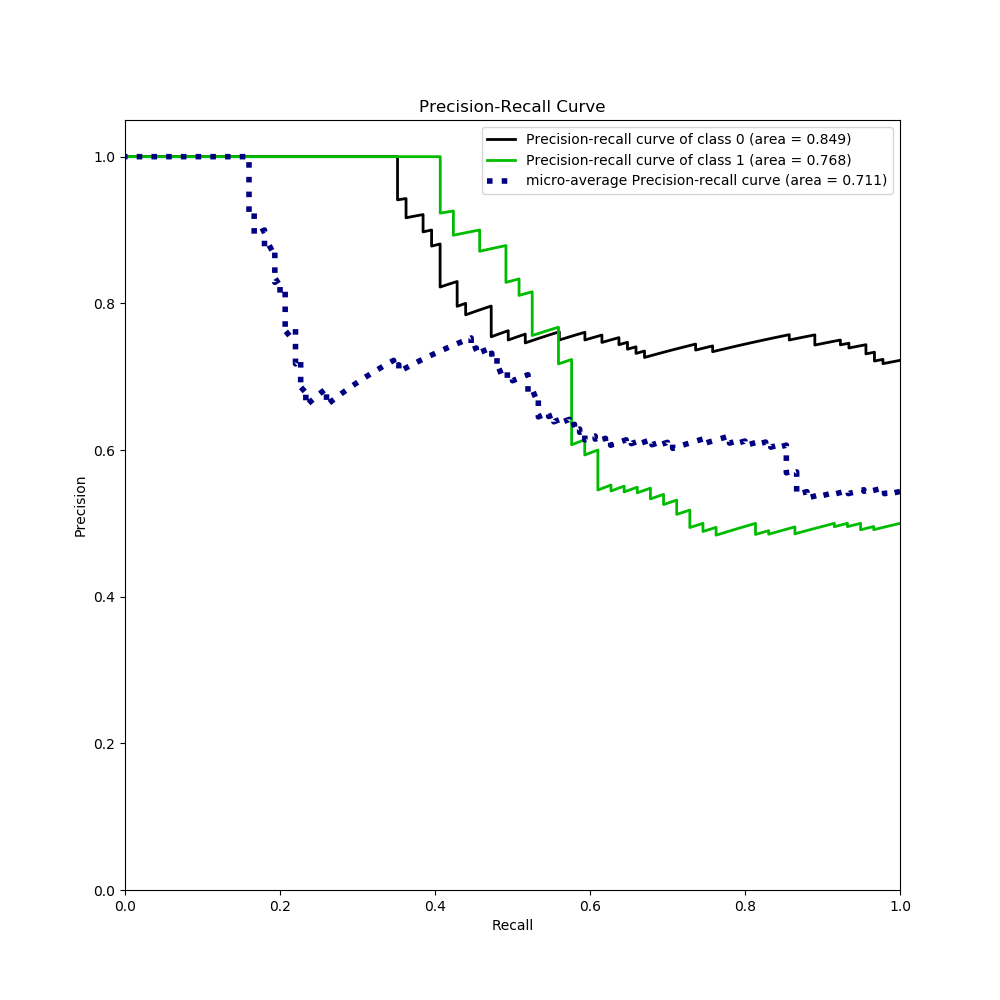 Precision-Recall Curve
Precision-recall curve of class 0 (area = 0.849)
Precision-recall curve of class 1 (area = 0.768)
micro-average Precision-recall curve (area = 0.711)
1.0
0.8
0.6
0.4
0.2
0.0
Precision
0.0 0.2 0.4 0.6 0.8 1.0
Recall